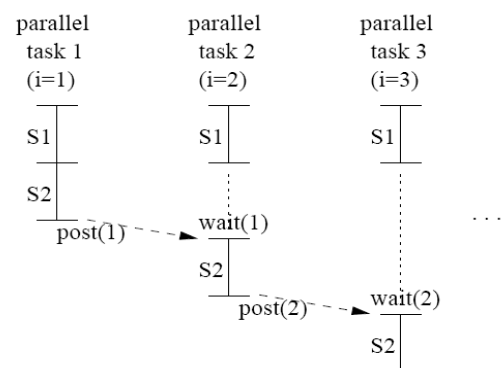 parallel parallel parallel
task 1 task 2 task 3
(i=1) (i=2) (i=3)
S1 S1 S1
S2
post(1) wait(1)
. . .
S2
post(2) wait(2)
S2